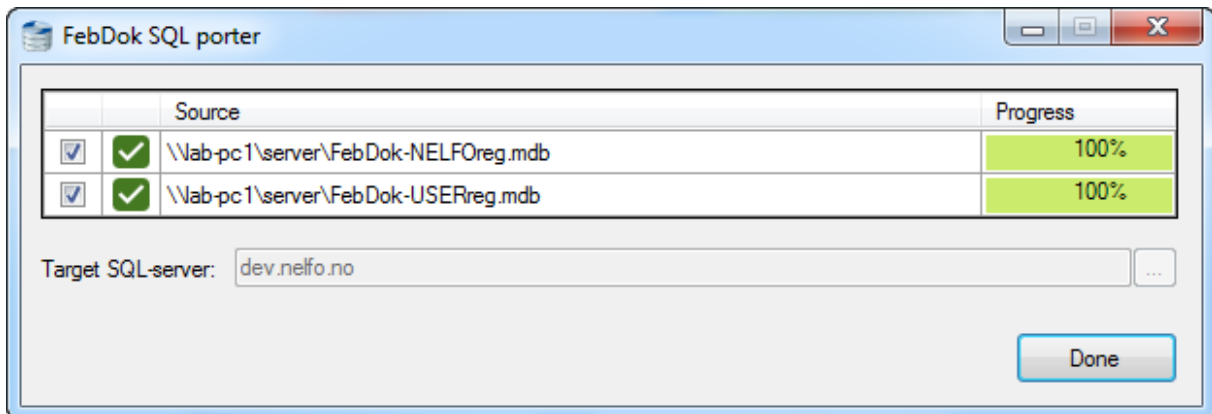 FebDok SQL porter
Source Progress
\\lab-pc1\server\FebDok-NELFOreg.mdb 100%
\\lab-pc1\server\FebDok-USERreg.mdb 100%
Target SQL-server: dev.nelfo.no ...
Done